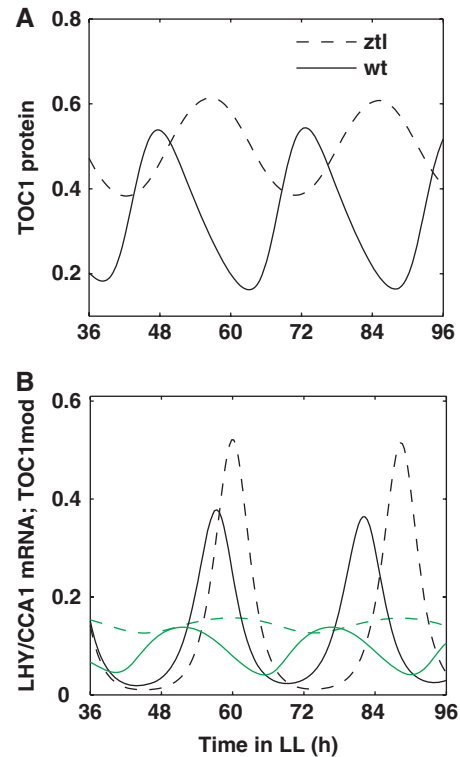 A
0.8
0.6
0.4
0.2
TOC1 protein
ztl
wt
36 48 60 72 84 96
B
0.6
0.4
0.2
0
LHY/CCA1 mRNA; TOC1mod
36 48 60 72 84 96
Time in LL (h)